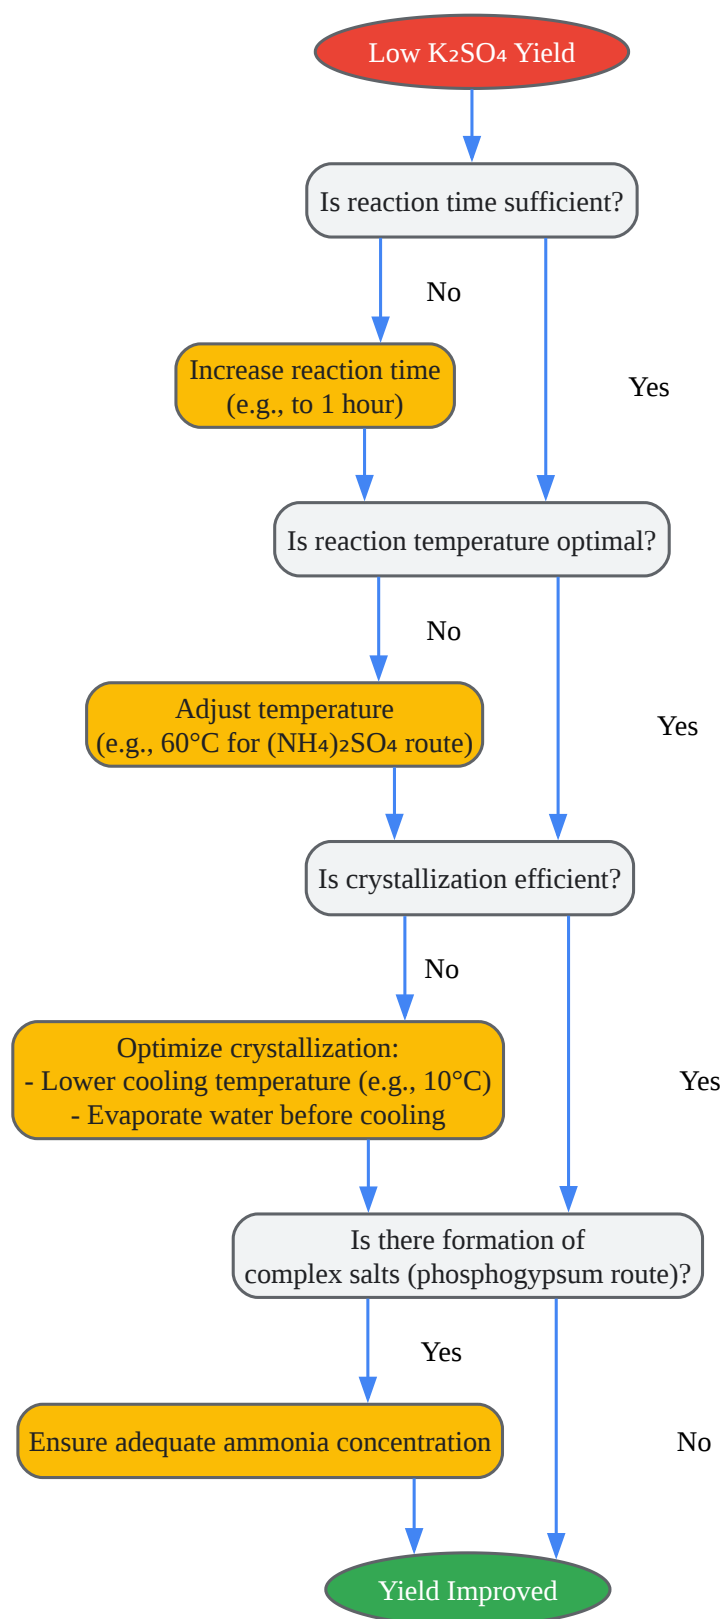 Low K₂SO₄ Yield
Is reaction time sufficient?
No
Increase reaction time
(e.g., to 1 hour)
Yes
Is reaction temperature optimal?
No
Adjust temperature
(e.g., 60°C for (NH₄)₂SO₄ route)
Yes
Is crystallization efficient?
No
Optimize crystallization:
- Lower cooling temperature (e.g., 10°C)
- Evaporate water before cooling
Yes
Is there formation of
complex salts (phosphogypsum route)?
Yes
Ensure adequate ammonia concentration
No
Yield Improved